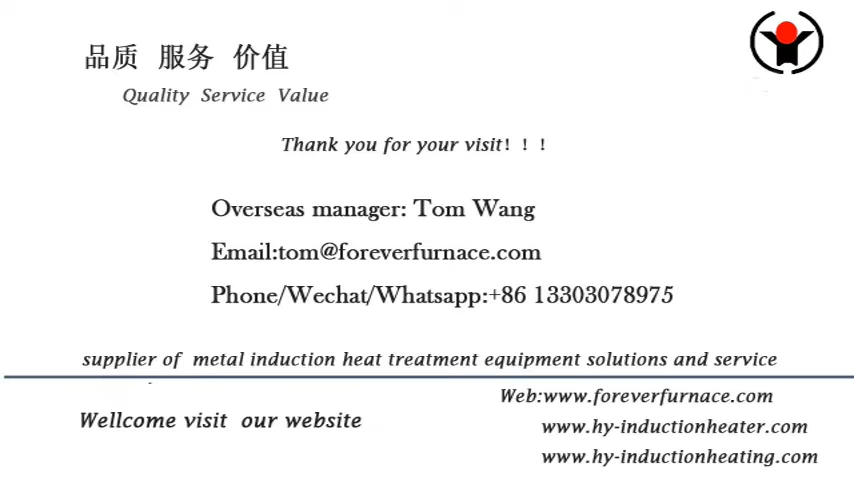 品质 服务 价值
Quality Service Value
Thank you for your visit！！！
Overseas manager: Tom Wang
Email:tom@foreverfurnace.com
Phone/Wechat/Whatsapp:+86 13303078975
supplier of metal induction heat treatment equipment solutions and service
Wellcome visit our website
Web:www.foreverfurnace.com
www.hy-inductionheater.com
www.hy-inductionheating.com